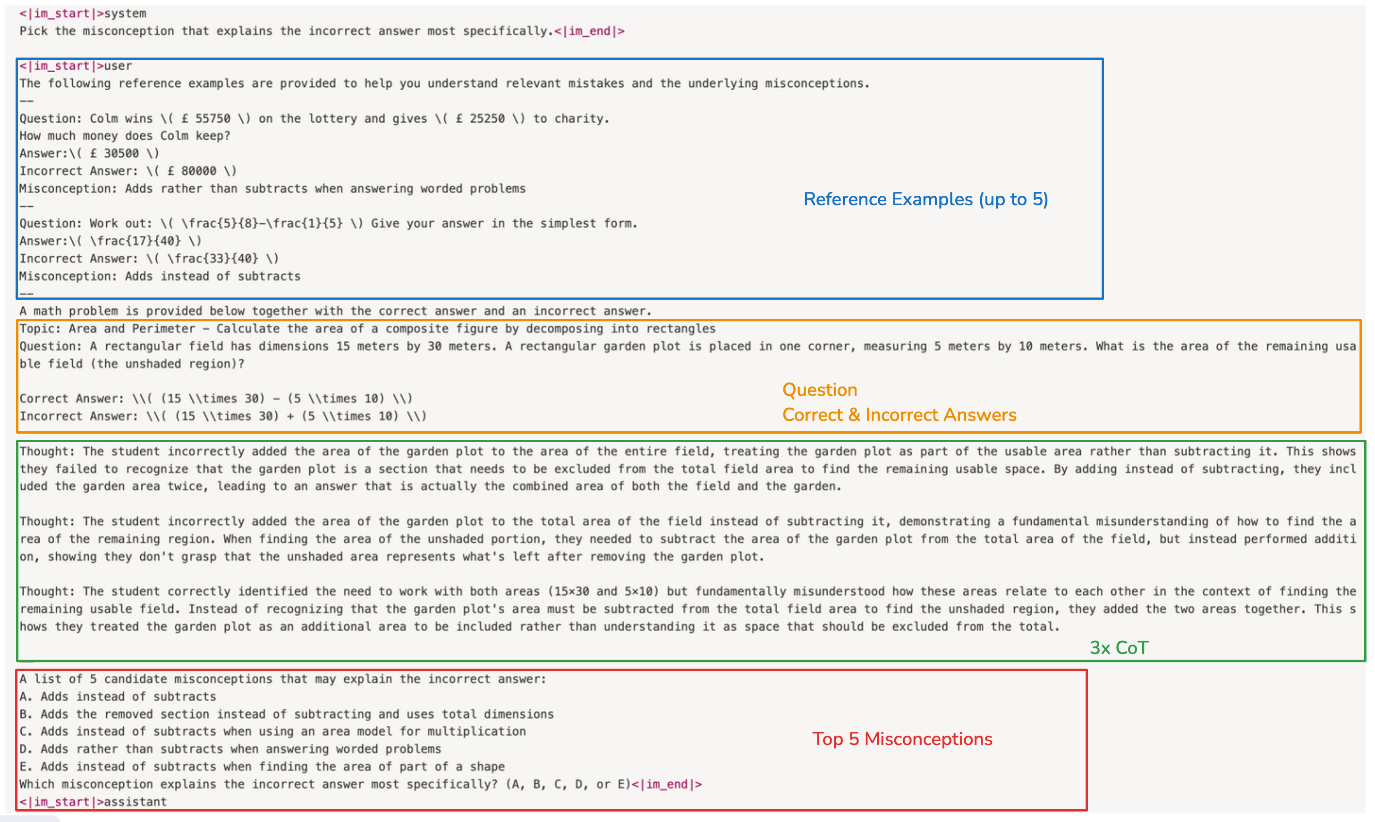 <|im_start|>system
Pick the misconception that explains the incorrect answer most specifically.<|im_end|>
<|im_start|>user
The following reference examples are provided to help you understand relevant mistakes and the underlying misconceptions.
——
Question: Colm wins \( £ 55750 \) on the lottery and gives \( £ 25250 \) to charity.
How much money does Colm keep?
Answer:\( £ 30500 \)
Incorrect Answer: \( £ 80000 \)
Misconception: Adds rather than subtracts when answering worded problems
——
Question: Work out: \( \frac{5}{8}-\frac{1}{5} \) Give your answer in the simplest form.
Answer:\( \frac{17}{40} \)
Incorrect Answer: \( \frac{33}{40} \)
Misconception: Adds instead of subtracts
——
Reference Examples (up to 5)
A math problem is provided below together with the correct answer and an incorrect answer.
Topic: Area and Perimeter – Calculate the area of a composite figure by decomposing into rectangles
Question: A rectangular field has dimensions 15 meters by 30 meters. A rectangular garden plot is placed in one corner, measuring 5 meters by 10 meters. What is the area of the remaining usa
ble field (the unshaded region)?
Correct Answer: \\( (15 \\times 30) − (5 \\times 10) \\)
Incorrect Answer: \\( (15 \\times 30) + (5 \\times 10) \\)
Question
Correct & Incorrect Answers
Thought: The student incorrectly added the area of the garden plot to the area of the entire field, treating the garden plot as part of the usable area rather than subtracting it. This shows
they failed to recognize that the garden plot is a section that needs to be excluded from the total field area to find the remaining usable space. By adding instead of subtracting, they incl
uded the garden area twice, leading to an answer that is actually the combined area of both the field and the garden.
Thought: The student incorrectly added the area of the garden plot to the total area of the field instead of subtracting it, demonstrating a fundamental misunderstanding of how to find the a
rea of the remaining region. When finding the area of the unshaded portion, they needed to subtract the area of the garden plot from the total area of the field, but instead performed additi
on, showing they don't grasp that the unshaded area represents what's left after removing the garden plot.
Thought: The student correctly identified the need to work with both areas (15×30 and 5×10) but fundamentally misunderstood how these areas relate to each other in the context of finding the
remaining usable field. Instead of recognizing that the garden plot's area must be subtracted from the total field area to find the unshaded region, they added the two areas together. This s
hows they treated the garden plot as an additional area to be included rather than understanding it as space that should be excluded from the total.
3x CoT
——
A list of 5 candidate misconceptions that may explain the incorrect answer:
A. Adds instead of subtracts
B. Adds the removed section instead of subtracting and uses total dimensions
C. Adds instead of subtracts when using an area model for multiplication
D. Adds rather than subtracts when answering worded problems
E. Adds instead of subtracts when finding the area of part of a shape
Which misconception explains the incorrect answer most specifically? (A, B, C, D, or E)<|im_end|>
<|im_start|>assistant
Top 5 Misconceptions